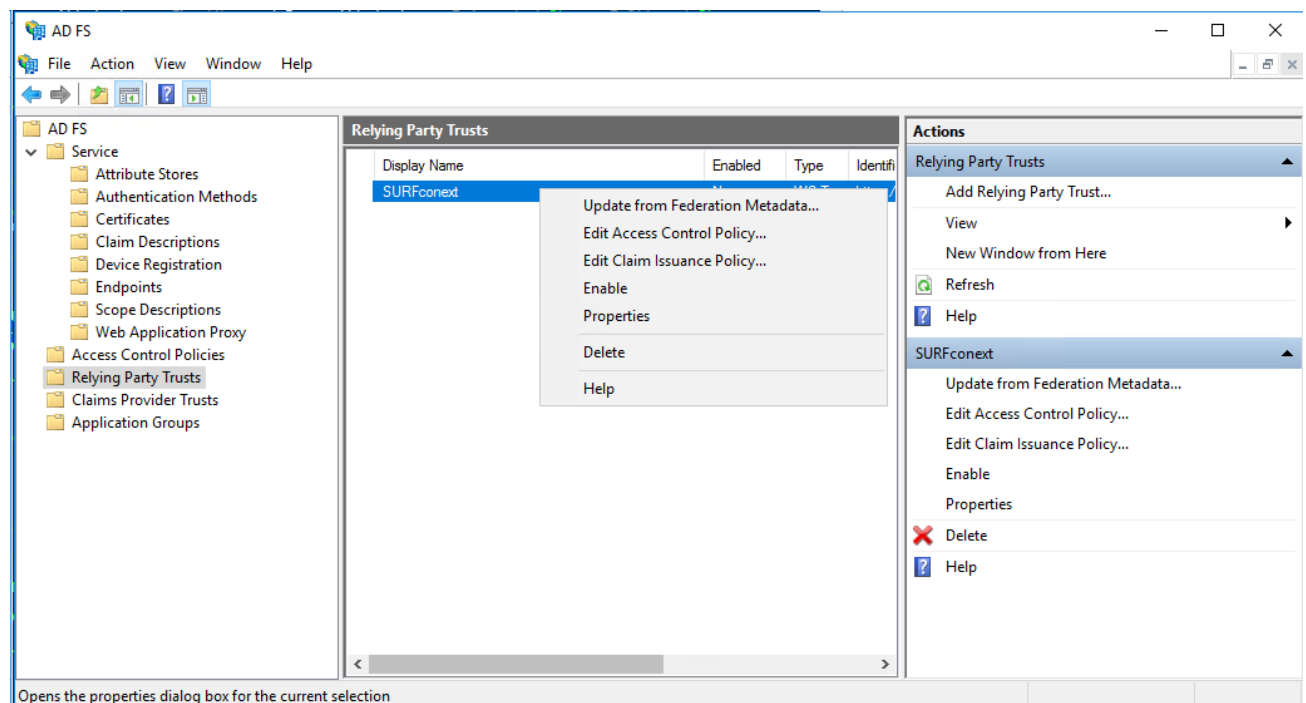 AD FS
File Action View Window Help
AD FS
Service
Attribute Stores
Authentication Methods
Certificates
Claim Descriptions
Device Registration
Endpoints
Scope Descriptions
Web Application Proxy
Access Control Policies
Relying Party Trusts
Claims Provider Trusts
Application Groups
Relying Party Trusts
Display Name Enabled Type Identifi
SURFconext
Update from Federation Metadata...
Edit Access Control Policy...
Edit Claim Issuance Policy...
Enable
Properties
Delete
Help
Actions
Relying Party Trusts
Add Relying Party Trust...
View
New Window from Here
Refresh
Help
SURFconext
Update from Federation Metadata...
Edit Access Control Policy...
Edit Claim Issuance Policy...
Enable
Properties
Delete
Help
Opens the properties dialog box for the current selection